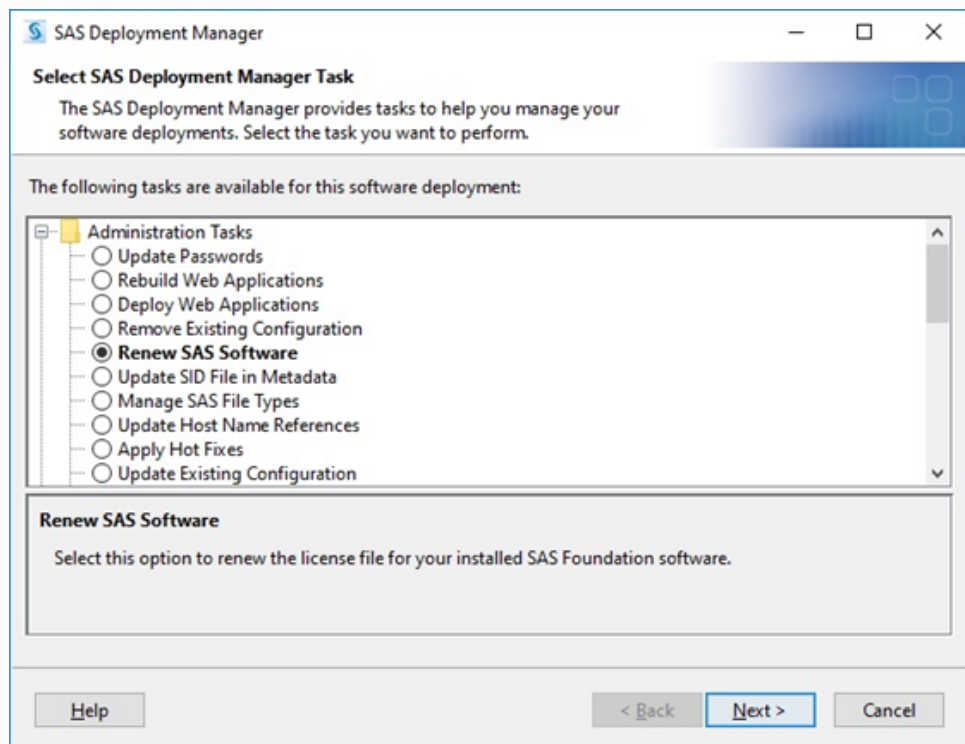 SAS Deployment Manager
Select SAS Deployment Manager Task
The SAS Deployment Manager provides tasks to help you manage your
software deployments. Select the task you want to perform.
The following tasks are available for this software deployment:
Administration Tasks
Update Passwords
Rebuild Web Applications
Deploy Web Applications
Remove Existing Configuration
Renew SAS Software
Update SID File in Metadata
Manage SAS File Types
Update Host Name References
Apply Hot Fixes
Update Existing Configuration
Renew SAS Software
Select this option to renew the license file for your installed SAS Foundation software.
Help < Back Next > Cancel